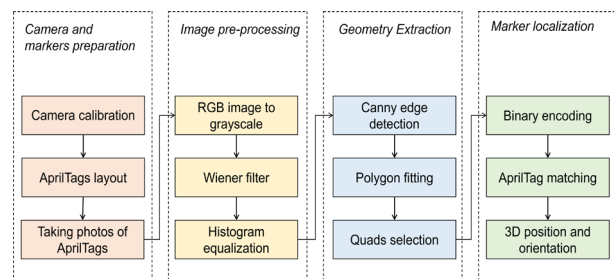 Camera and
markers preparation
Camera calibration
AprilTags layout
Taking photos of
AprilTags
Image pre-processing
RGB image to
grayscale
Wiener filter
Histogram
equalization
Geometry Extraction
Canny edge
detection
Polygon fitting
Quads selection
Marker localization
Binary encoding
AprilTag matching
3D position and
orientation